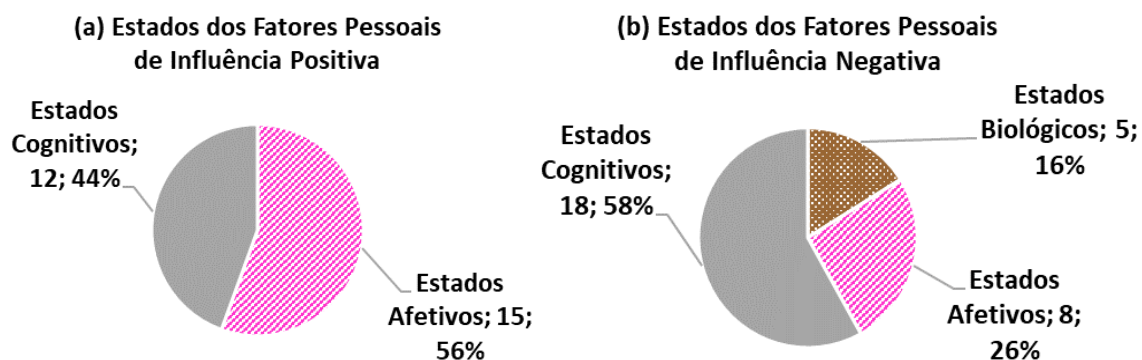 (a) Estados dos Fatores Pessoais
de Influência Positiva
Estados
Cognitivos;
12; 44%
Estados
Afetivos; 15;
56%
(b) Estados dos Fatores Pessoais
de Influência Negativa
Estados
Biológicos; 5;
16%
Estados
Cognitivos;
18; 58%
Estados
Afetivos; 8;
26%